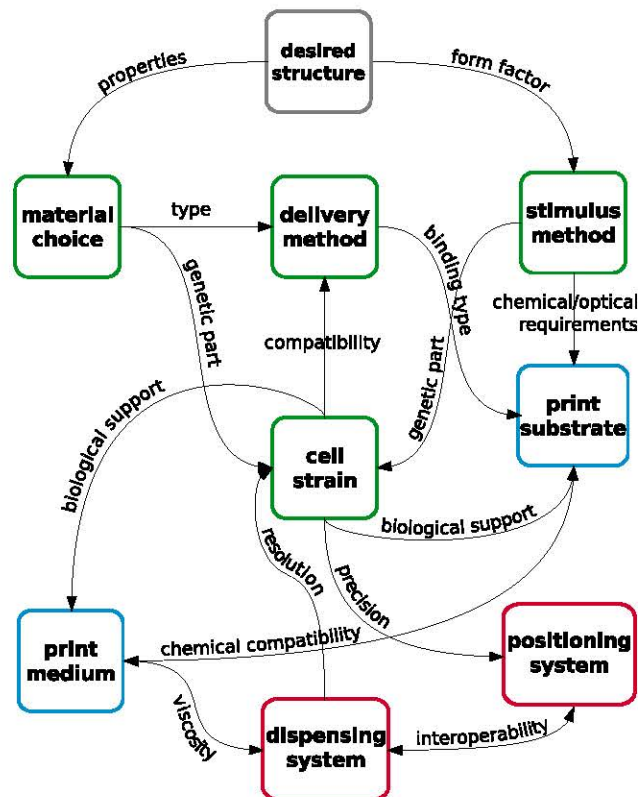 desired
structure
properties
form factor
material
choice
type
delivery
method
stimulus
method
binding type
genetic part
chemical/optical
requirements
compatibility
genetic part
print
substrate
cell
strain
biological support
biological support
resolution
precision
print
medium
chemical compatibility
positioning
system
viscosity
dispensing
system
interoperability